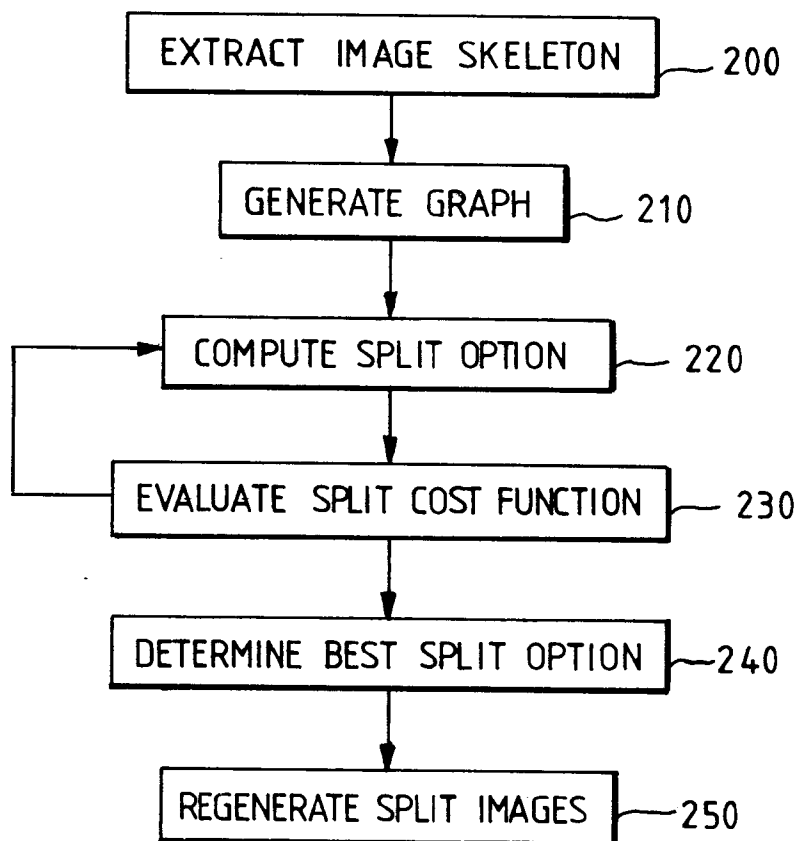 EXTRACT IMAGE SKELETON 200
GENERATE GRAPH 210
COMPUTE SPLIT OPTION 220
EVALUATE SPLIT COST FUNCTION 230
DETERMINE BEST SPLIT OPTION 240
REGENERATE SPLIT IMAGES 250